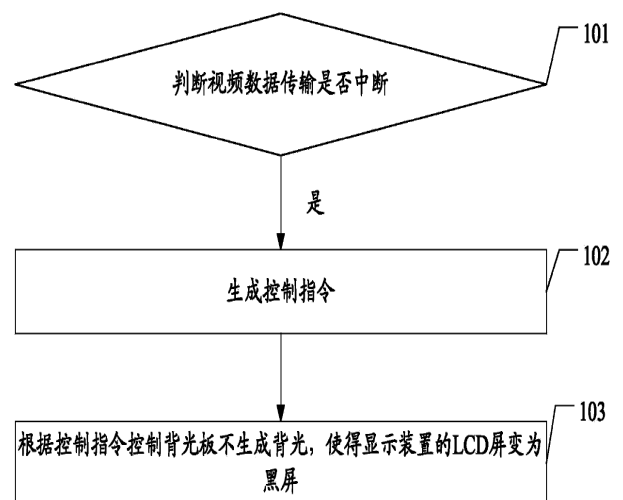 101
判断视频数据传输是否中断
是
102
生成控制指令
103
根据控制指令控制背光板不生成背光，使得显示装置的LCD屏变为
黑屏